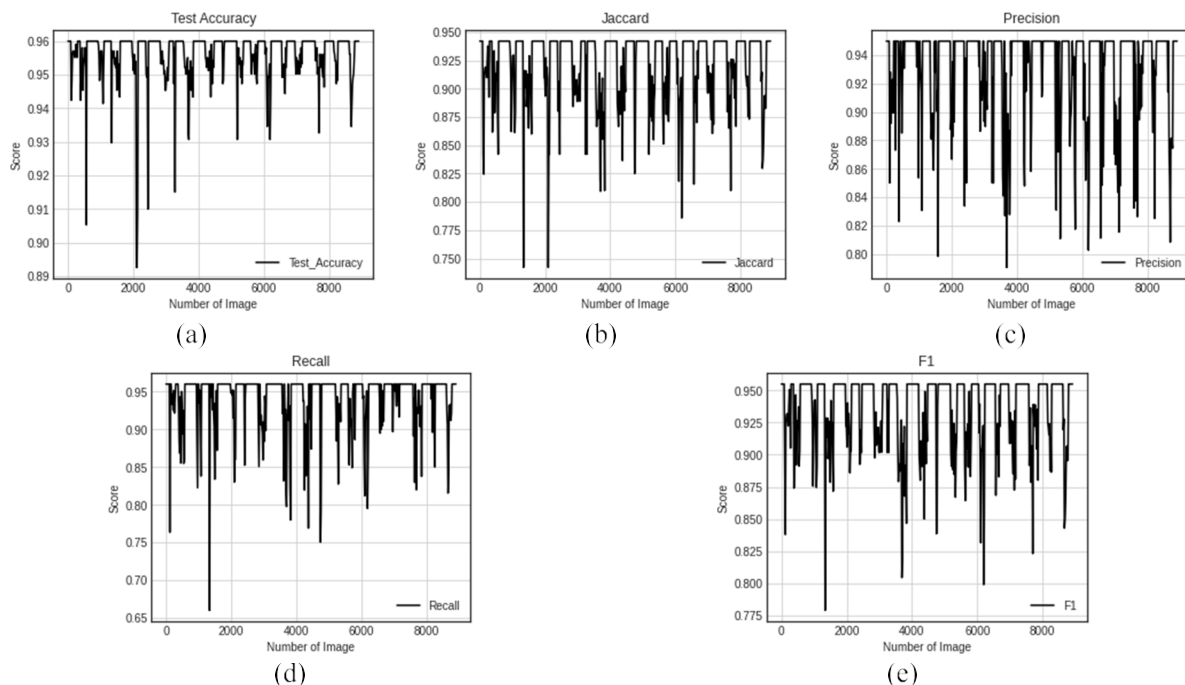 Test Accuracy
0.96
0.95
0.94
0.93
0.92
0.91
0.90
0.89
Score
0 2000 4000 6000 8000
Number of Image
Test_Accuracy
(a)
Jaccard
0.950
0.925
0.900
0.875
0.850
0.825
0.800
0.775
0.750
Score
0 2000 4000 6000 8000
Number of Image
Jaccard
(b)
Precision
0.94
0.92
0.90
0.88
0.86
0.84
0.82
0.80
Score
0 2000 4000 6000 8000
Number of Image
Precision
(c)
Recall
0.95
0.90
0.85
0.80
0.75
0.70
0.65
Score
0 2000 4000 6000 8000
Number of Image
Recall
(d)
F1
0.950
0.925
0.900
0.875
0.850
0.825
0.800
0.775
Score
0 2000 4000 6000 8000
Number of Image
F1
(e)